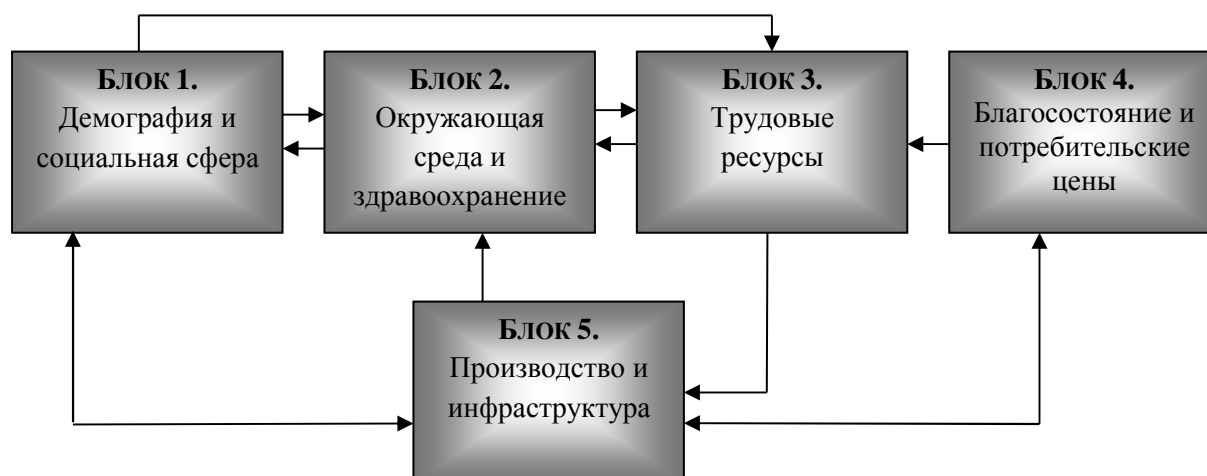 БЛОК 1.
Демография и
социальная сфера
БЛОК 2.
Окружающая
среда и
здравоохранение
БЛОК 3.
Трудовые
ресурсы
БЛОК 4.
Благосостояние и
потребительские
цены
БЛОК 5.
Производство и
инфраструктура